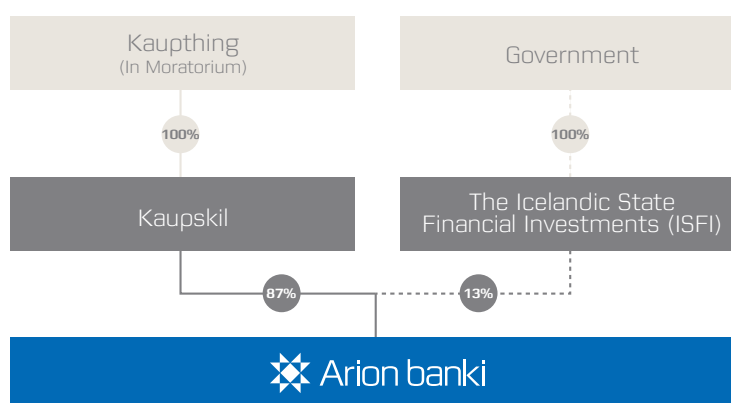 Kaupthing
(In Moratorium)
Government
100%
100%
Kaupskil
The Icelandic State
Financial Investments (ISFI)
87%
13%
Arion banki